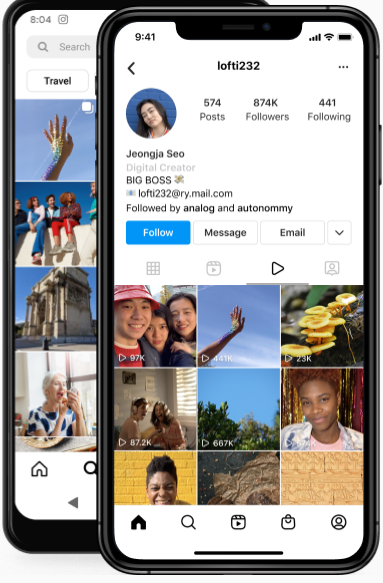 8:04
Search
Travel
9:41
lofti232
574
874K
441
Posts
Followers
Following
Jeongja Seo
Digital Creator
BIG BOSS
lofti232@ry.mail.com
Followed by analog and autonommy
Follow
Message
Email
97K
441K
23K
87.2K
667K